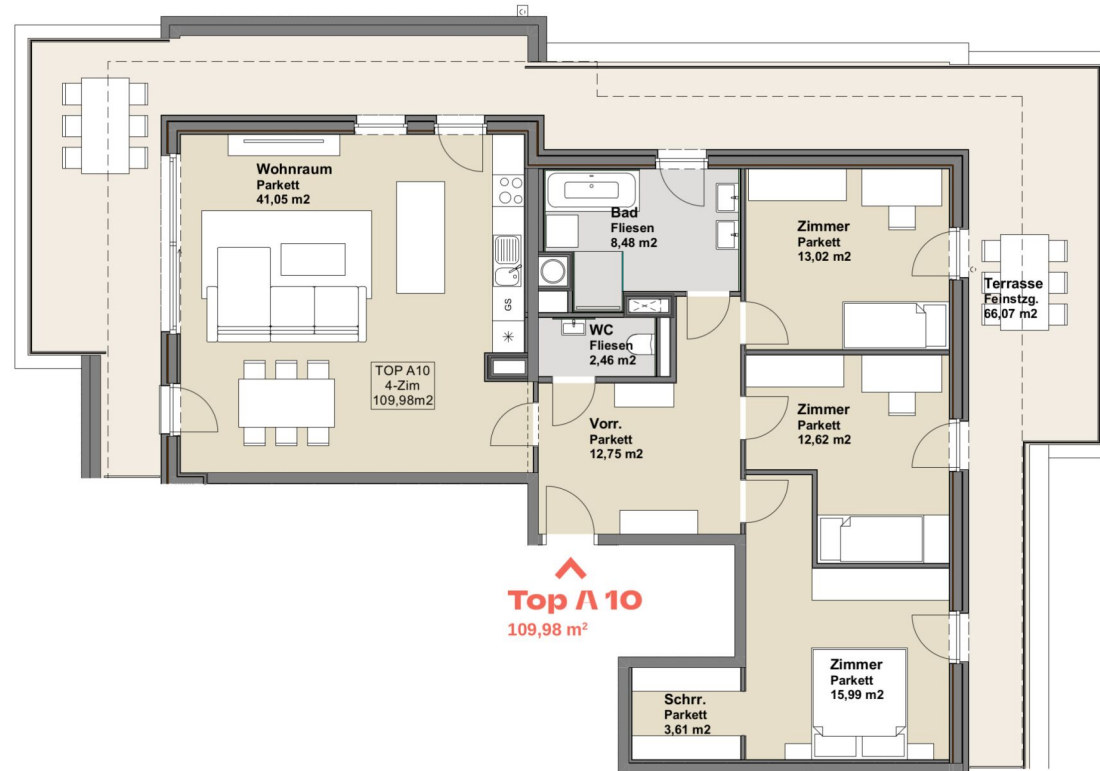 Wohnraum
Parkett
41,05 m2
Bad
Fliesen
8,48 m2
Zimmer
Parkett
13,02 m2
Terrasse
Feinstzg.
66,07 m2
GS
WC
Fliesen
2,46 m2
TOP A10
4-Zim
109,98m2
Vorr.
Parkett
12,75 m2
Zimmer
Parkett
12,62 m2
Top A 10
109,98 m²
Zimmer
Parkett
15,99 m2
Schrr.
Parkett
3,61 m2